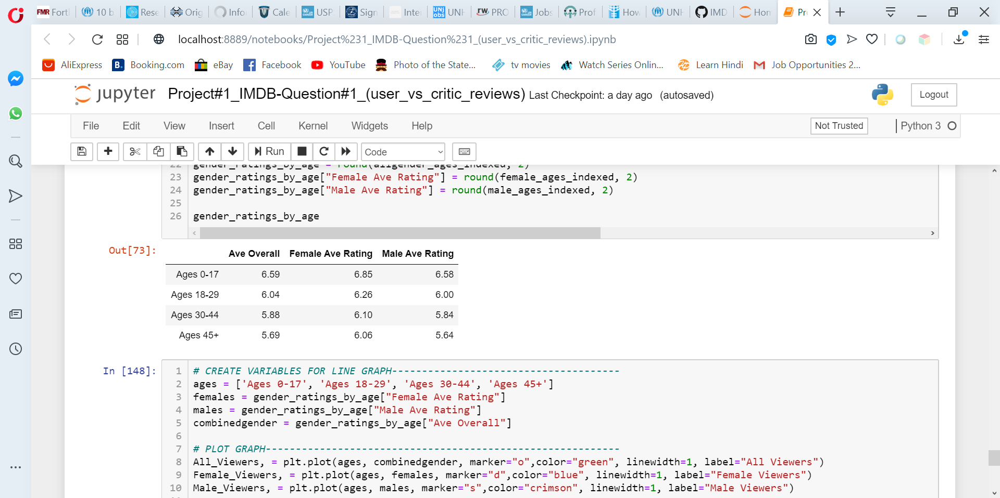 FMR Fort 10 b Rese Orig Infor Cale USP Sign Inter UNj obs UNH rw PRO Jobs Prof How UNH IMD Hon Pr
localhost:8889/notebooks/Project%231_IMDB-Question%231_(user_vs_critic_reviews).ipynb
AliExpress B. Booking.com eBay Facebook YouTube Photo of the State... tv movies Watch Series Onlin... Learn Hindi Job Opportunities 2...
jupyter Project#1_IMDB-Question#1_(user_vs_critic_reviews) Last Checkpoint: a day ago (autosaved) Logout
File Edit View Insert Cell Kernel Widgets Help Not Trusted Python 3
Run Code
22 gender_ratings_by_age = round(allgender_ages_indexed, 2)
23 gender_ratings_by_age["Female Ave Rating"] = round(female_ages_indexed, 2)
24 gender_ratings_by_age["Male Ave Rating"] = round(male_ages_indexed, 2)
25
26 gender_ratings_by_age
Out[73]:
Ave Overall Female Ave Rating Male Ave Rating
Ages 0-17 6.59 6.85 6.58
Ages 18-29 6.04 6.26 6.00
Ages 30-44 5.88 6.10 5.84
Ages 45+ 5.69 6.06 5.64
In [148]: 1 # CREATE VARIABLES FOR LINE GRAPH--------------------------------------
2 ages = ['Ages 0-17', 'Ages 18-29', 'Ages 30-44', 'Ages 45+']
3 females = gender_ratings_by_age["Female Ave Rating"]
4 males = gender_ratings_by_age["Male Ave Rating"]
5 combinedgender = gender_ratings_by_age["Ave Overall"]
6
7 # PLOT GRAPH-----------------------------------------------------------
8 All_Viewers, = plt.plot(ages, combinedgender, marker="o",color="green", linewidth=1, label="All Viewers")
9 Female_Viewers, = plt.plot(ages, females, marker="d",color="blue", linewidth=1, label="Female Viewers")
10 Male_Viewers, = plt.plot(ages, males, marker="s",color="crimson", linewidth=1, label="Male Viewers")